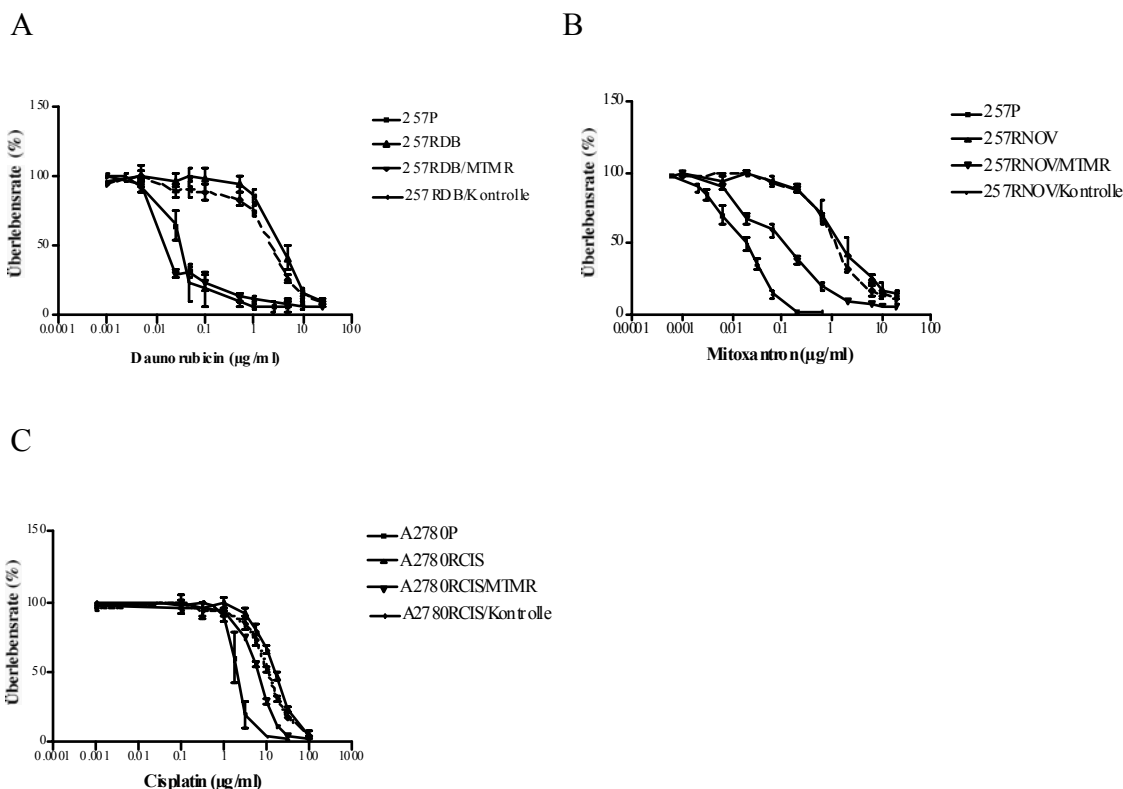 A
B
150
100
50
0
Überlebensrate (%)
0.0001 0.001 0.01 0.1 1 10 100
Daunorubicin (µg/ml)
257P
257RDB
257RDB/MTMR
257RDB/Kontrolle
150
100
50
0
Überlebensrate (%)
0.0001 0.001 0.01 0.1 1 10 100
Mitoxantron (µg/ml)
257P
257RNOV
257RNOV/MTMR
257RNOV/Kontrolle
C
150
100
50
0
Überlebensrate (%)
0.0001 0.001 0.01 0.1 1 10 100 1000
Cisplatin (µg/ml)
A2780P
A2780RCIS
A2780RCIS/MTMR
A2780RCIS/Kontrolle